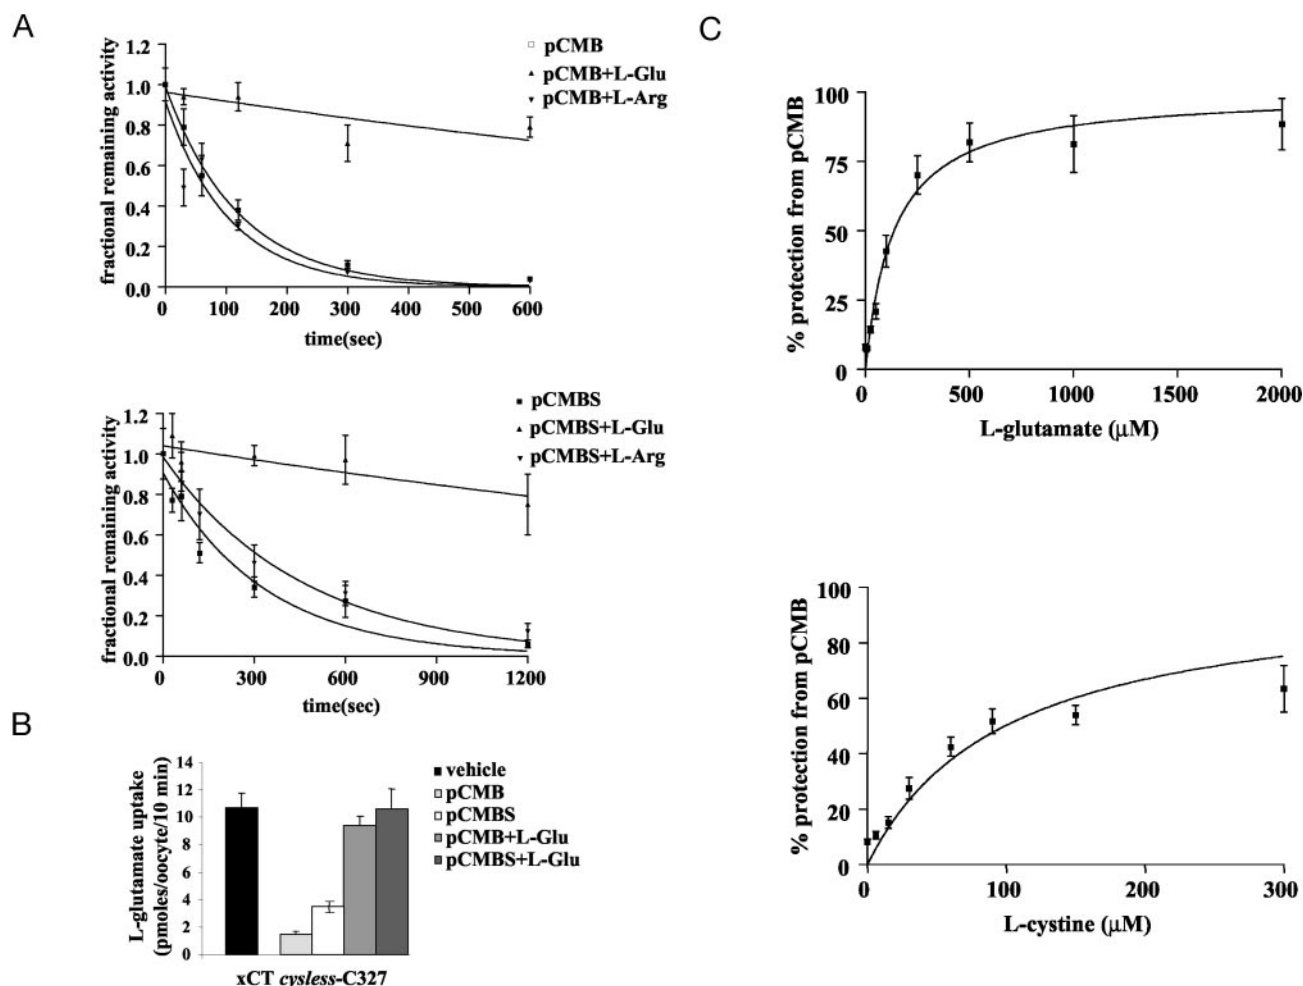 A
fractional remaining activity
1.2
1.0
0.8
0.6
0.4
0.2
0.0
0 100 200 300 400 500 600
time(sec)
pCMB
pCMB+L-Glu
pCMB+L-Arg
fractional remaining activity
1.2
1.0
0.8
0.6
0.4
0.2
0.0
0 300 600 900 1200
time(sec)
pCMBS
pCMBS+L-Glu
pCMBS+L-Arg
B
L-glutamate uptake
(pmoles/oocyte/10 min)
14
12
10
8
6
4
2
0
xCT cysless-C327
vehicle
pCMB
pCMBS
pCMB+L-Glu
pCMBS+L-Glu
C
% protection from pCMB
100
75
50
25
0
0 500 1000 1500 2000
L-glutamate (μM)
% protection from pCMB
100
80
60
40
20
0
0 100 200 300
L-cystine (μM)